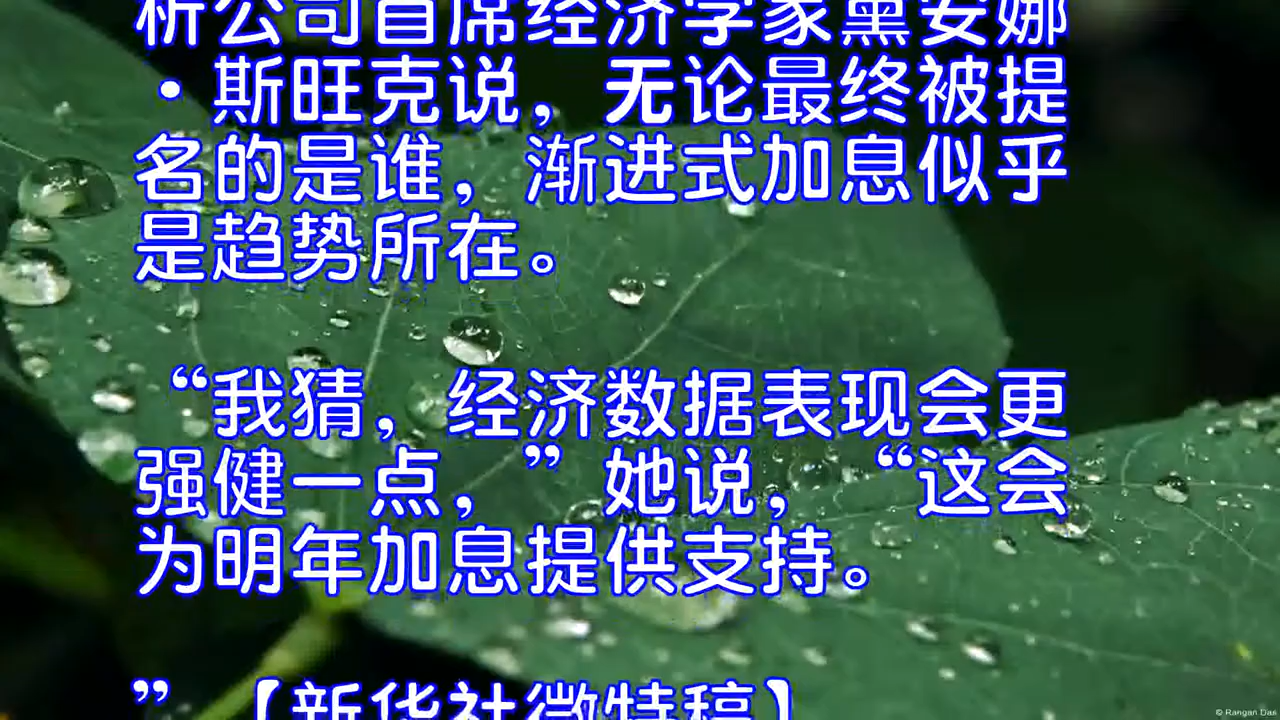 析公司首席经济学家黛安娜
·斯旺克说，无论最终被提
名的是谁，渐进式加息似乎
是趋势所在。
“我猜，经济数据表现会更
强健一点，”她说，“这会
为明年加息提供支持。
”【新华社微特稿】
© Rangan Das